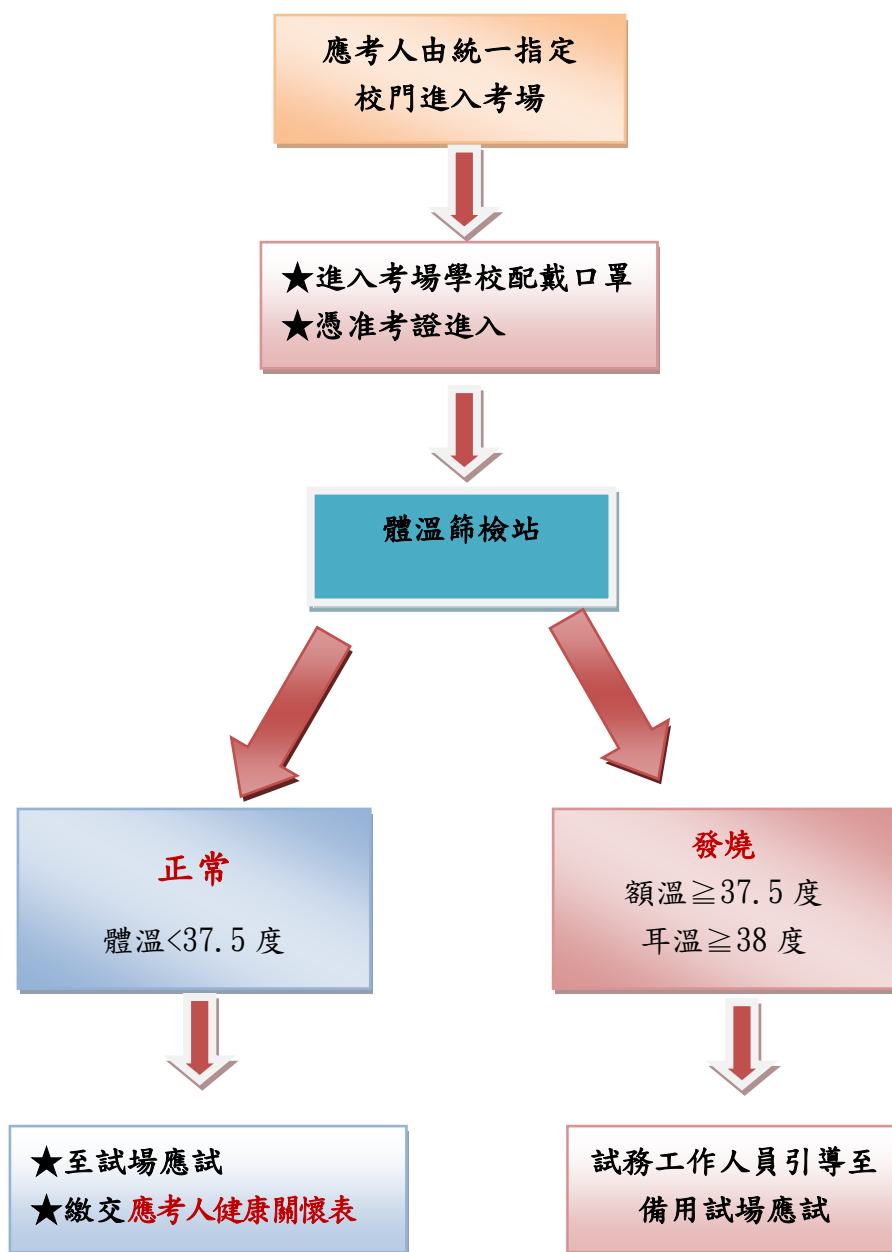 應考人由統一指定
校門進入考場
★進入考場學校配戴口罩
★憑准考證進入
體溫篩檢站
正常
體溫<37.5 度
發燒
額溫≧37.5 度
耳溫≧38 度
★至試場應試
★繳交應考人健康關懷表
試務工作人員引導至
備用試場應試